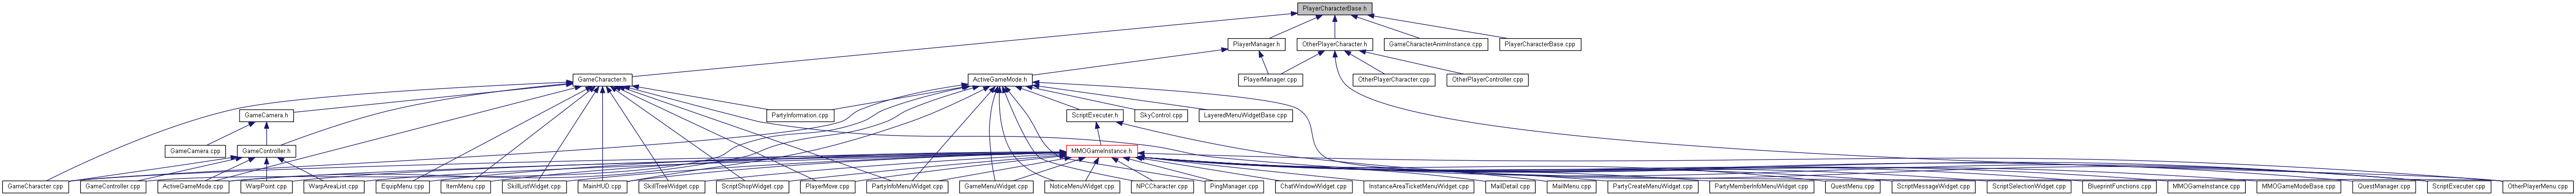 PlayerCharacterBase.h
PlayerManager.h
OtherPlayerCharacter.h
GameCharacterAnimInstance.cpp
PlayerCharacterBase.cpp
GameCharacter.h
ActiveGameMode.h
PlayerManager.cpp
OtherPlayerCharacter.cpp
OtherPlayerController.cpp
GameCamera.h
PartyInformation.cpp
ScriptExecuter.h
SkyControl.cpp
LayeredMenuWidgetBase.cpp
GameCamera.cpp
GameController.h
MMOGameInstance.h
GameCharacter.cpp
GameController.cpp
ActiveGameMode.cpp
WarpPoint.cpp
WarpAreaList.cpp
EquipMenu.cpp
ItemMenu.cpp
SkillListWidget.cpp
MainHUD.cpp
SkillTreeWidget.cpp
ScriptShopWidget.cpp
PlayerMove.cpp
PartyInfoMenuWidget.cpp
GameMenuWidget.cpp
NoticeMenuWidget.cpp
NPCCharacter.cpp
PingManager.cpp
ChatWindowWidget.cpp
InstanceAreaTicketMenuWidget.cpp
MailDetail.cpp
MailMenu.cpp
PartyCreateMenuWidget.cpp
PartyMemberInfoMenuWidget.cpp
QuestMenu.cpp
ScriptMessageWidget.cpp
ScriptSelectionWidget.cpp
BlueprintFunctions.cpp
MMOGameInstance.cpp
MMOGameModeBase.cpp
QuestManager.cpp
ScriptExecuter.cpp
OtherPlayerMenu.cpp